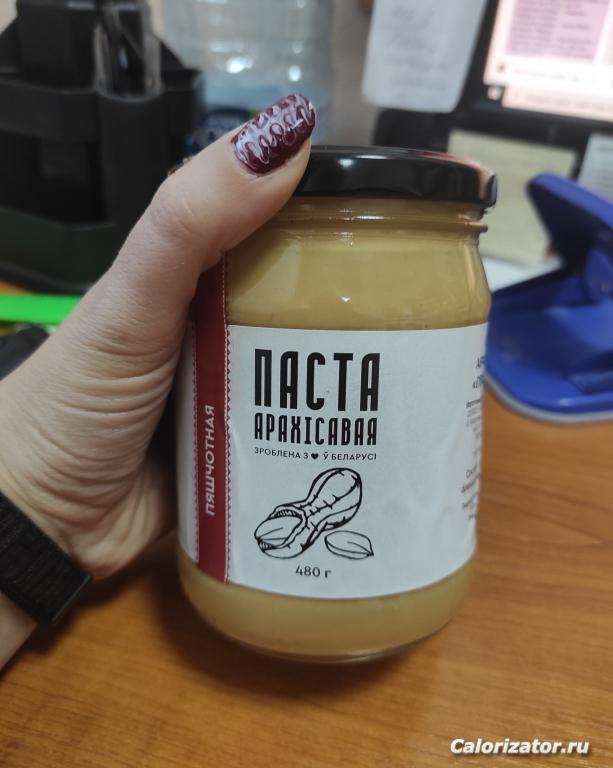 ПАСТА
АРАХІСАВАЯ
ЗРОБЛЕНА З ♥ Ў БЕЛАРУСІ
480 г
ПЯШЧОТНАЯ
Calorizator.ru